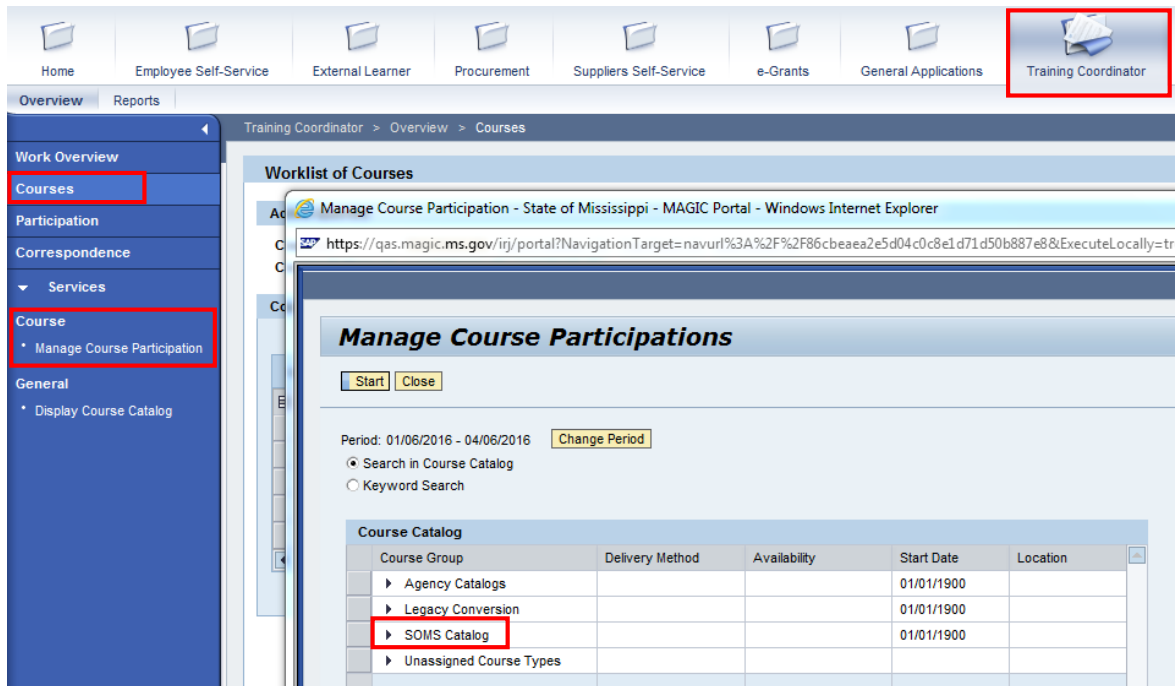 Home Employee Self-Service External Learner Procurement Suppliers Self-Service e-Grants General Applications Training Coordinator
Overview Reports
Training Coordinator > Overview > Courses
Work Overview
Courses
Participation
Correspondence
Services
Course
• Manage Course Participation
General
• Display Course Catalog
Worklist of Courses
Manage Course Participation - State of Mississippi - MAGIC Portal - Windows Internet Explorer
https://qas.magic.ms.gov/irj/portal?NavigationTarget=navurl%3A%2F%2F86cbeaea2e5d04c0c8e1d71d50b887e8&ExecuteLocally=tr
Manage Course Participations
Start Close
Period: 01/06/2016 - 04/06/2016 Change Period
Search in Course Catalog
Keyword Search
Course Catalog
Course Group Delivery Method Availability Start Date Location
Agency Catalogs 01/01/1900
Legacy Conversion 01/01/1900
SOMS Catalog 01/01/1900
Unassigned Course Types